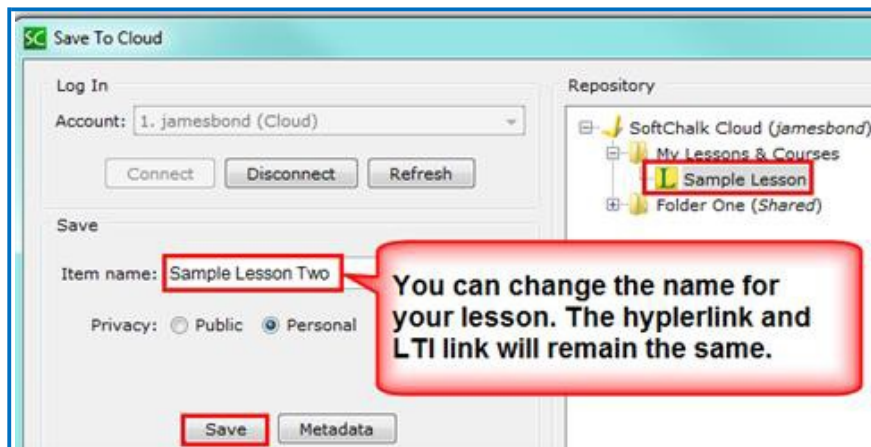 SC Save To Cloud
Log In
Account: 1. jamesbond (Cloud)
Connect Disconnect Refresh
Save
Item name: Sample Lesson Two
Privacy: Public Personal
Save Metadata
Repository
SoftChalk Cloud (jamesbond)
My Lessons & Courses
L Sample Lesson
Folder One (Shared)
You can change the name for
your lesson. The hyplerlink and
LTI link will remain the same.